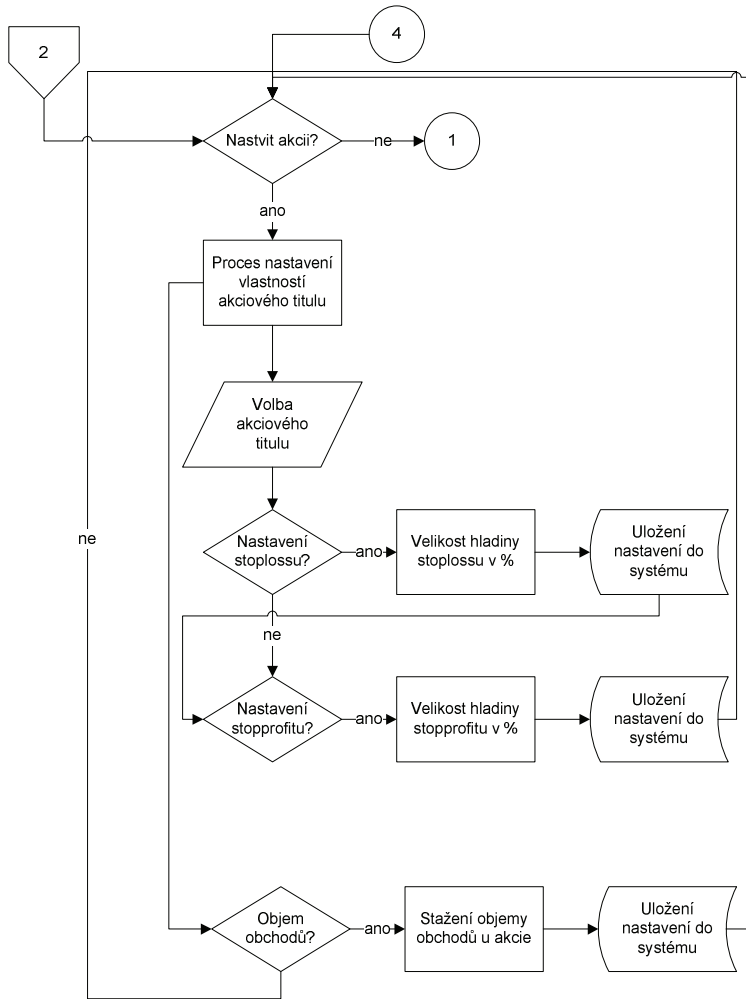 4
2
Nastvit akcii?
ne
1
ano
Proces nastavení
vlastností
akciového titulu
Volba
akciového
titulu
ne
Nastavení
stoplossu?
ano
Velikost hladiny
stoplossu v %
Uložení
nastavení do
systému
ne
Nastavení
stopprofitu?
ano
Velikost hladiny
stopprofitu v %
Uložení
nastavení do
systému
Objem
obchodů?
ano
Stažení objemy
obchodů u akcie
Uložení
nastavení do
systému